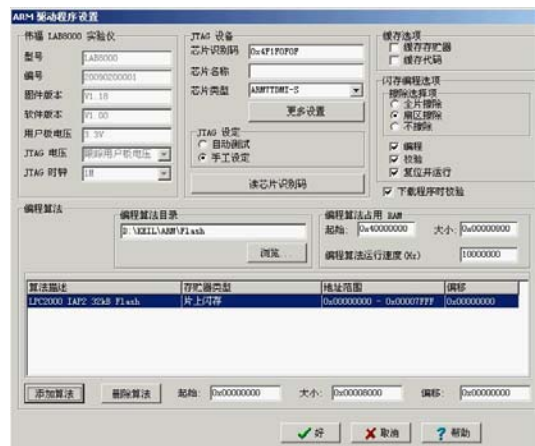 ARM 驱动程序设置
伟福 LAB8000 实验仪
型号 LAB8000
编号 20090200001
固件版本 V1.18
软件版本 V1.00
用户板电压 3.3V
JTAG 电压 跟踪用户板电压
JTAG 时钟 1M
JTAG 设备
芯片识别码 0x4F1F0F0F
芯片名称
芯片类型 ARM7TDMI-S
更多设置
JTAG 设定
自动测试
手工设定
读芯片识别码
缓存选项
缓存存贮器
缓存代码
闪存编程选项
擦除选择项
全片擦除
扇区擦除
不擦除
编程
校验
复位并运行
下载程序时校验
编程算法
编程算法目录
D:\KEIL\ARM\Flash
浏览...
编程算法占用 RAM
起始: 0x40000000 大小: 0x00000800
编程算法运行速度(Hz) 10000000
算法描述 存贮器类型 地址范围 偏移
LPC2000 IAP2 32kB Flash 片上闪存 0x00000000 - 0x00007FFF 0x00000000
添加算法 删除算法 起始: 0x00000000 大小: 0x00008000 偏移: 0x00000000
好 取消 帮助